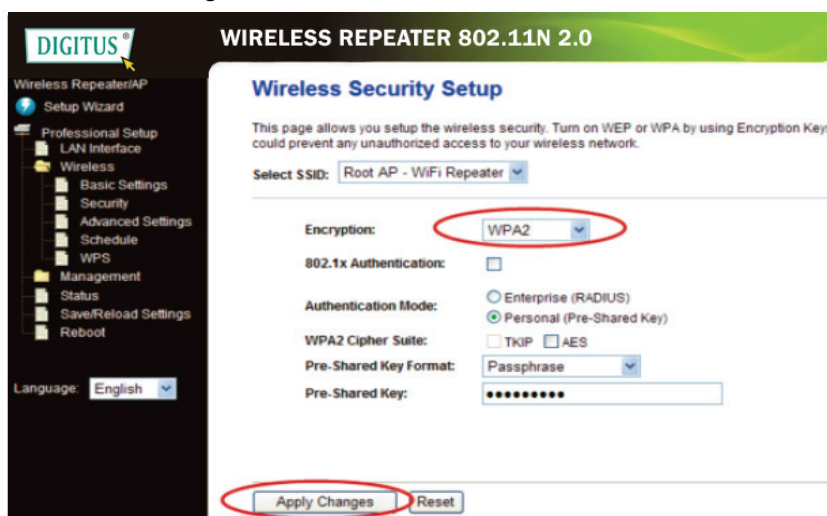 DIGITUS®
WIRELESS REPEATER 802.11N 2.0
Wireless Repeater/AP
Setup Wizard
Professional Setup
LAN Interface
Wireless
Basic Settings
Security
Advanced Settings
Schedule
WPS
Management
Status
Save/Reload Settings
Reboot
Language: English
Wireless Security Setup
This page allows you setup the wireless security. Turn on WEP or WPA by using Encryption Keys
could prevent any unauthorized access to your wireless network.
Select SSID: Root AP - WiFi Repeater
Encryption: WPA2
802.1x Authentication:
Authentication Mode: Enterprise (RADIUS)
Personal (Pre-Shared Key)
WPA2 Cipher Suite: TKIP AES
Pre-Shared Key Format: Passphrase
Pre-Shared Key: •••••••••
Apply Changes Reset